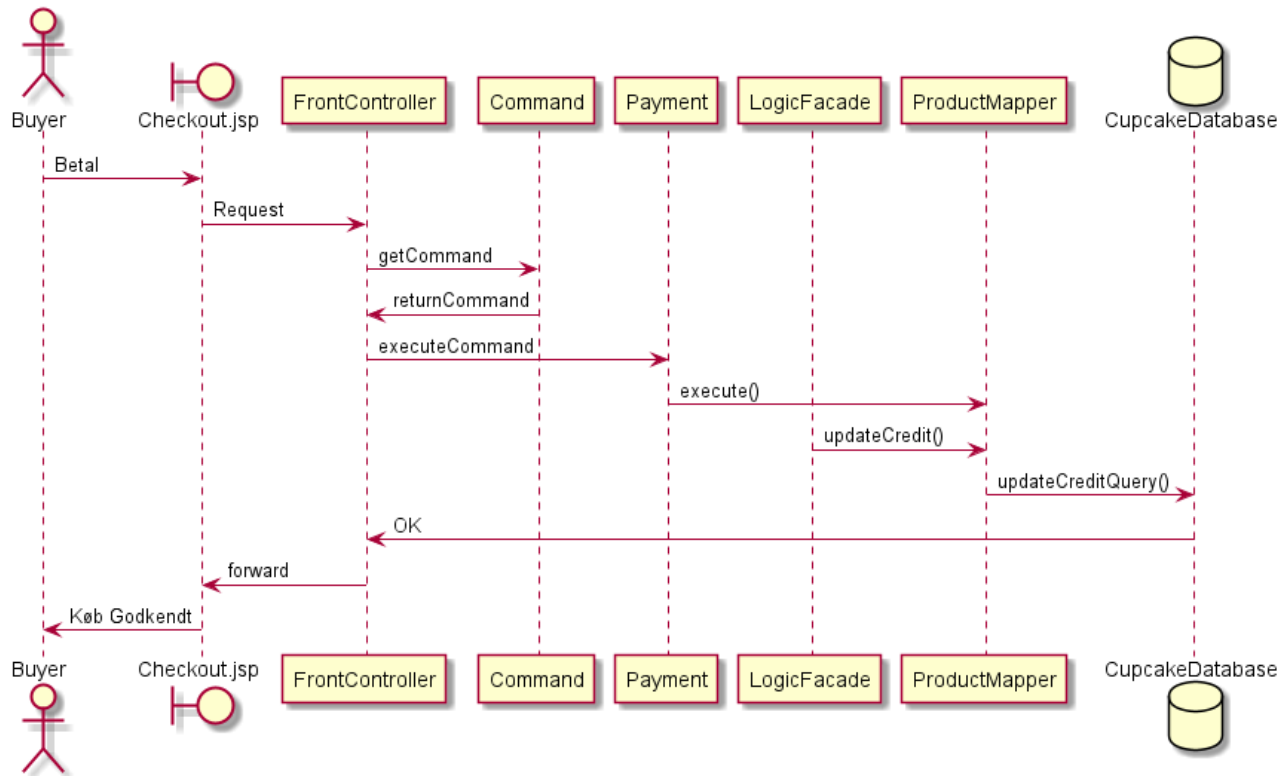 Buyer
Checkout.jsp
FrontController
Command
Payment
LogicFacade
ProductMapper
CupcakeDatabase
Betal
Request
getCommand
returnCommand
executeCommand
execute()
updateCredit()
updateCreditQuery()
OK
forward
Køb Godkendt
Buyer
Checkout.jsp
FrontController
Command
Payment
LogicFacade
ProductMapper
CupcakeDatabase